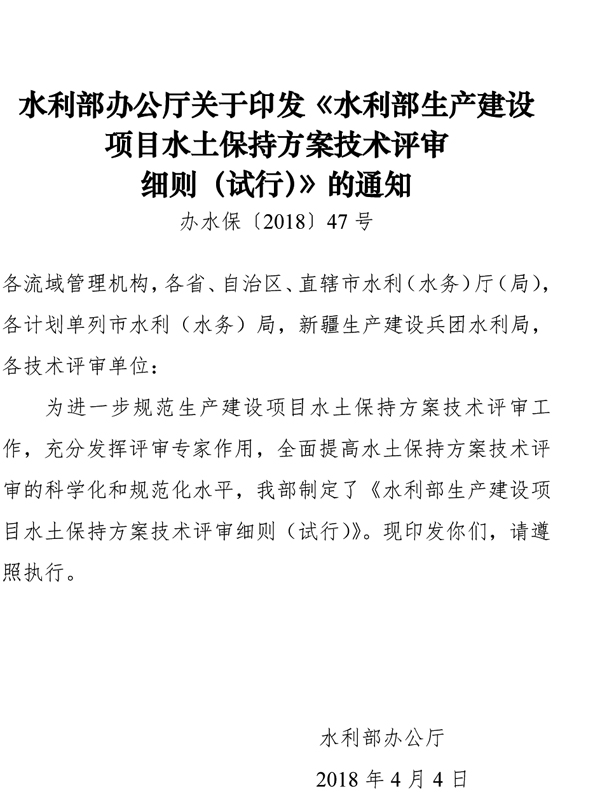 水利部办公厅关于印发《水利部生产建设
项目水土保持方案技术评审
细则（试行）》的通知
办水保〔2018〕47 号
各流域管理机构，各省、自治区、直辖市水利（水务）厅（局），
各计划单列市水利（水务）局，新疆生产建设兵团水利局，
各技术评审单位：
为进一步规范生产建设项目水土保持方案技术评审工
作，充分发挥评审专家作用，全面提高水土保持方案技术评
审的科学化和规范化水平，我部制定了《水利部生产建设项
目水土保持方案技术评审细则（试行）》。现印发你们，请遵
照执行。
水利部办公厅
2018 年 4 月 4 日